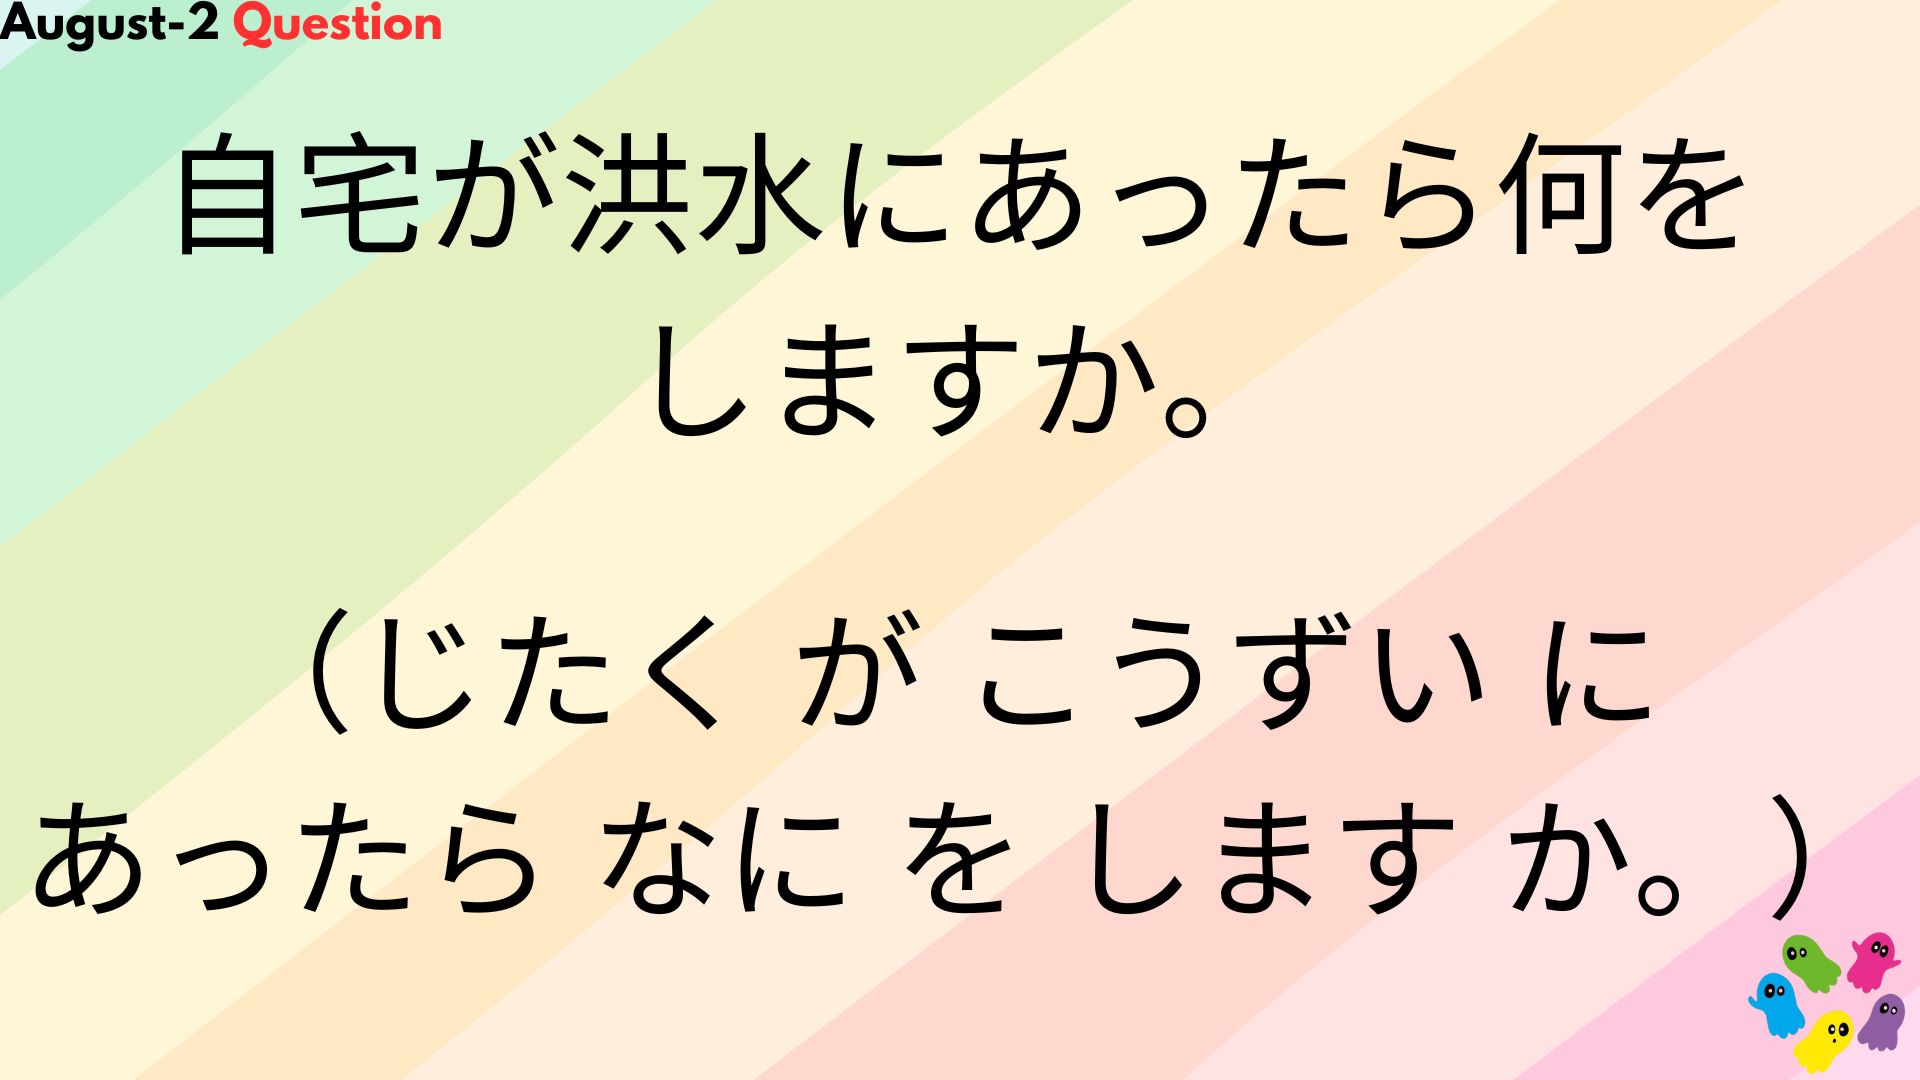 August-2 Question
自宅が洪水にあったら何を
しますか。
（じたく が こうずい に
あったら なに を します か。）